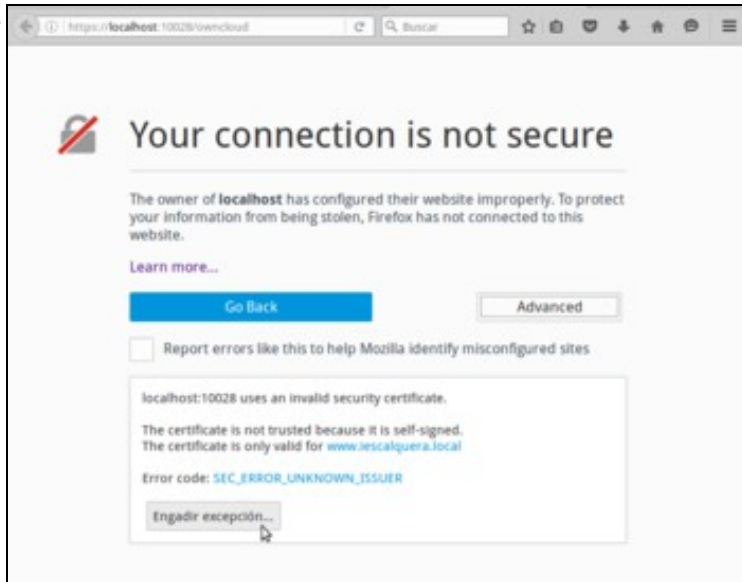 https://localhost:10028/owncloud
Buscar
Your connection is not secure
The owner of localhost has configured their website improperly. To protect
your information from being stolen, Firefox has not connected to this
website.
Learn more...
Go Back
Advanced
Report errors like this to help Mozilla identify misconfigured sites
localhost:10028 uses an invalid security certificate.
The certificate is not trusted because it is self-signed.
The certificate is only valid for www.iescalquera.local
Error code: SEC_ERROR_UNKNOWN_ISSUER
Engadir excepción...